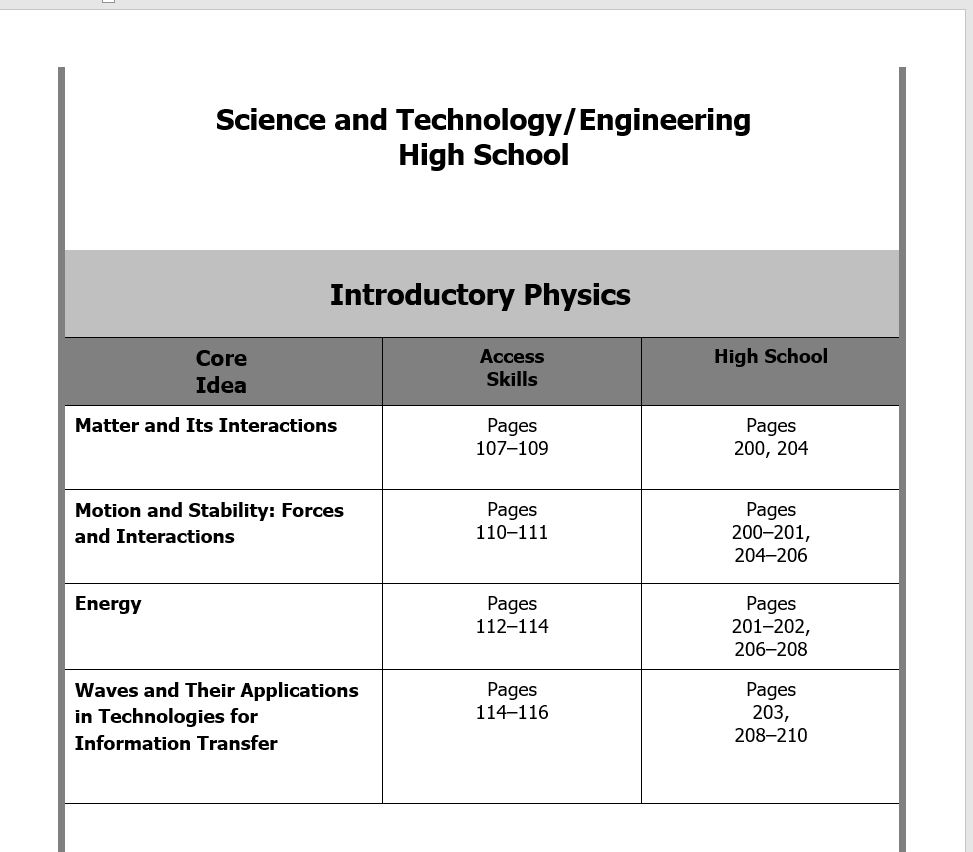 Science and Technology/Engineering
High School
Introductory Physics
Core
Idea
Access
Skills
High School
Matter and Its Interactions
Pages
107–109
Pages
200, 204
Motion and Stability: Forces
and Interactions
Pages
110–111
Pages
200–201,
204–206
Energy
Pages
112–114
Pages
201–202,
206–208
Waves and Their Applications
in Technologies for
Information Transfer
Pages
114–116
Pages
203,
208–210